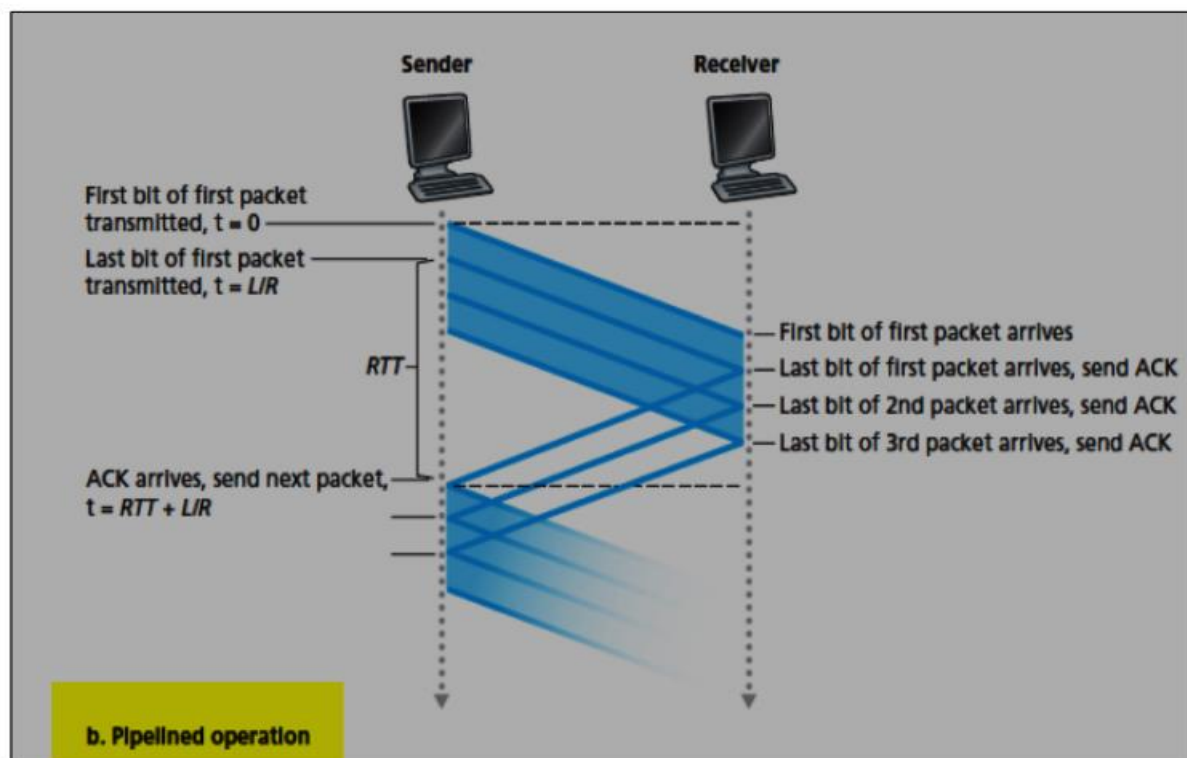 Sender
Receiver
First bit of first packet
transmitted, t = 0
Last bit of first packet
transmitted, t = L/R
First bit of first packet arrives
Last bit of first packet arrives, send ACK
RTT
Last bit of 2nd packet arrives, send ACK
Last bit of 3rd packet arrives, send ACK
ACK arrives, send next packet,
t = RTT + L/R
b. Pipelined operation